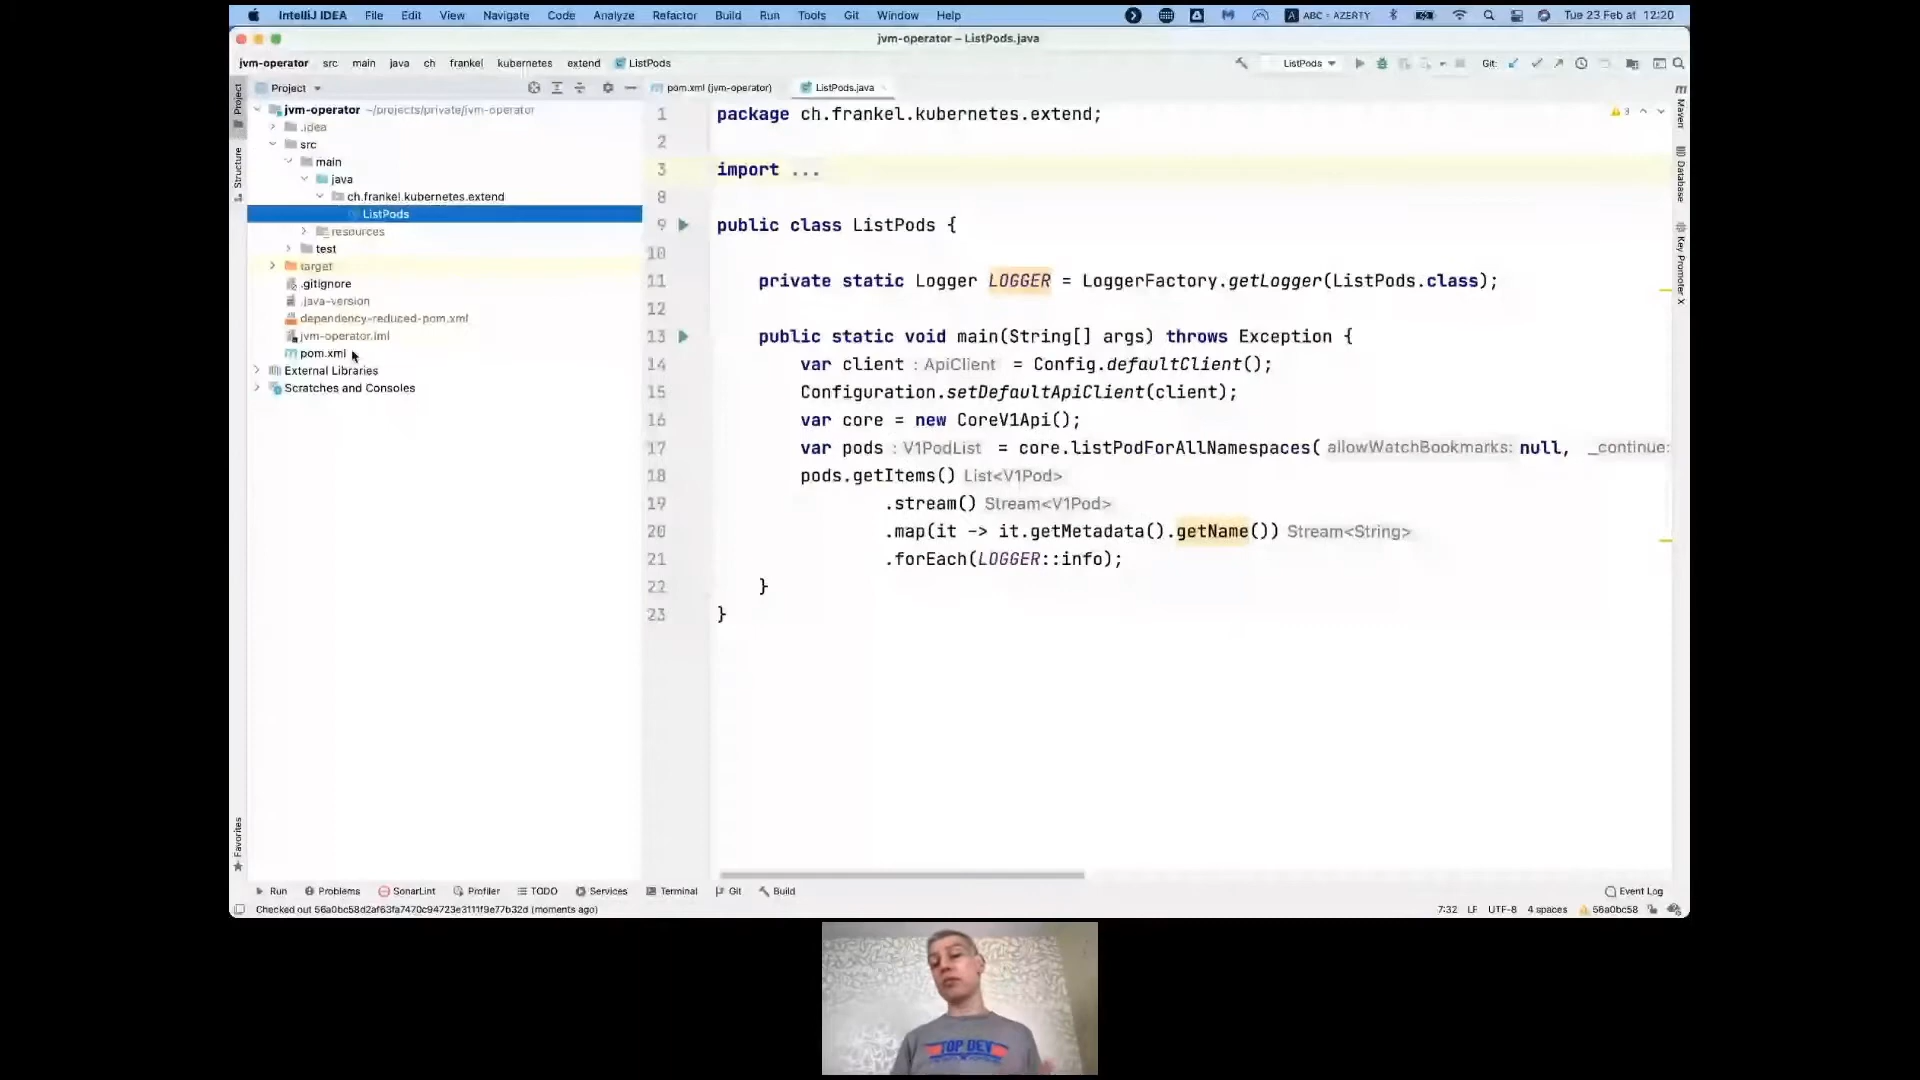 IntelliJ IDEA File Edit View Navigate Code Analyze Refactor Build Run Tools Git Window Help ABC - AZERTY Tue 23 Feb at 12:20
jvm-operator – ListPods.java
jvm-operator src main java ch frankel kubernetes extend ListPods ListPods Git:
Project pom.xml (jvm-operator) ListPods.java
jvm-operator ~/projects/private/jvm-operator
.idea
src
main
java
ch.frankel.kubernetes.extend
ListPods
resources
test
target
.gitignore
.java-version
dependency-reduced-pom.xml
jvm-operator.iml
pom.xml
External Libraries
Scratches and Consoles
Project
Structure
Favorites
1 package ch.frankel.kubernetes.extend;
2
3 import ...
8
9 public class ListPods {
10
11 private static Logger LOGGER = LoggerFactory.getLogger(ListPods.class);
12
13 public static void main(String[] args) throws Exception {
14 var client : ApiClient = Config.defaultClient();
15 Configuration.setDefaultApiClient(client);
16 var core = new CoreV1Api();
17 var pods : V1PodList = core.listPodForAllNamespaces( allowWatchBookmarks: null, _continue:
18 pods.getItems() List<V1Pod>
19 .stream() Stream<V1Pod>
20 .map(it -> it.getMetadata().getName()) Stream<String>
21 .forEach(LOGGER::info);
22 }
23 }
3
Maven
Database
Key Promoter X
Run Problems SonarLint Profiler TODO Services Terminal Git Build Event Log
Checked out 56a0bc58d2af63fa7470c94723e3111f9e77b32d (moments ago) 7:32 LF UTF-8 4 spaces 56a0bc58
TOP DEV